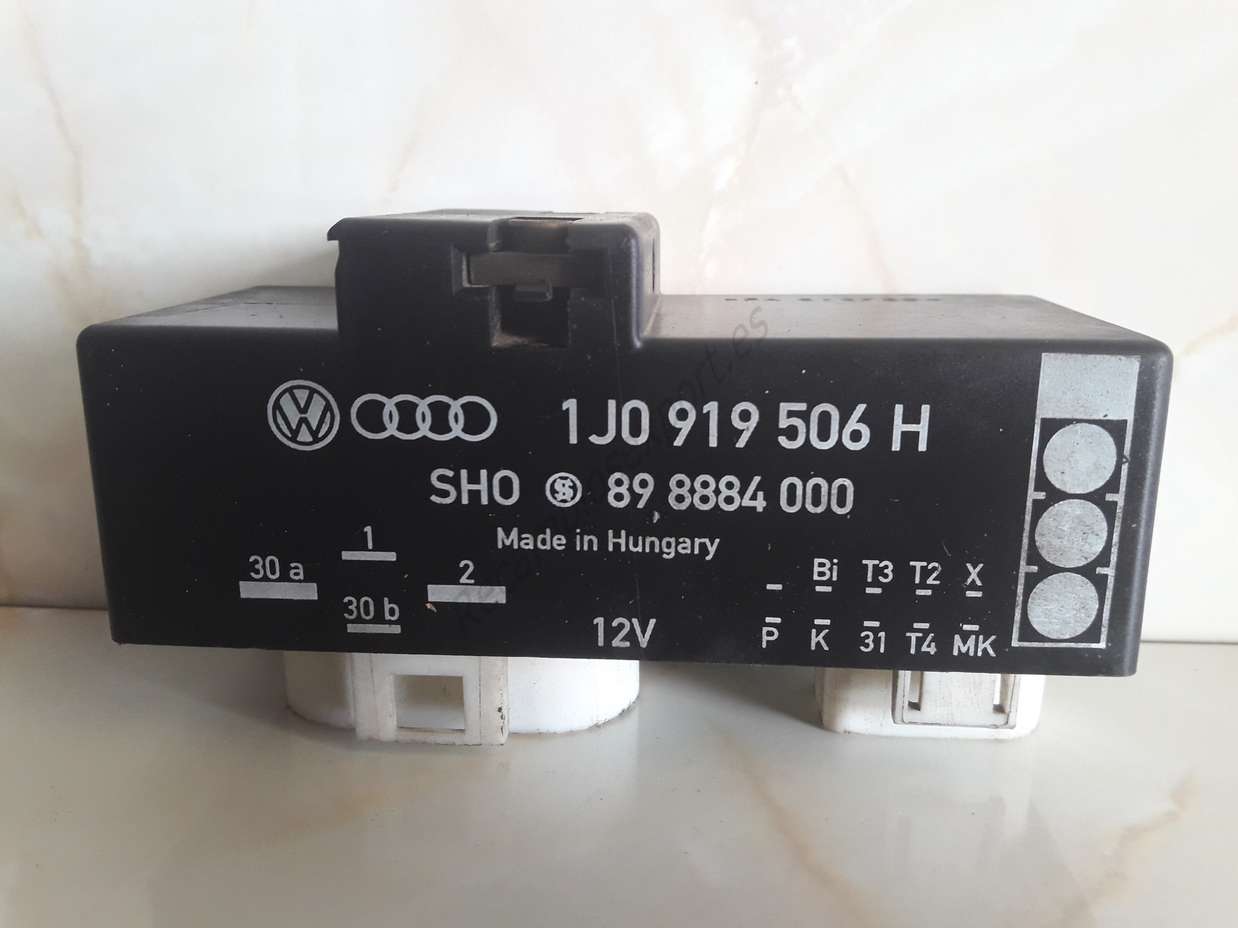 1J0 919 506 H
SHO 89 8884 000
Made in Hungary
1
30 a
2
30 b
12V
- Bi T3 T2 X
P K 31 T4 MK